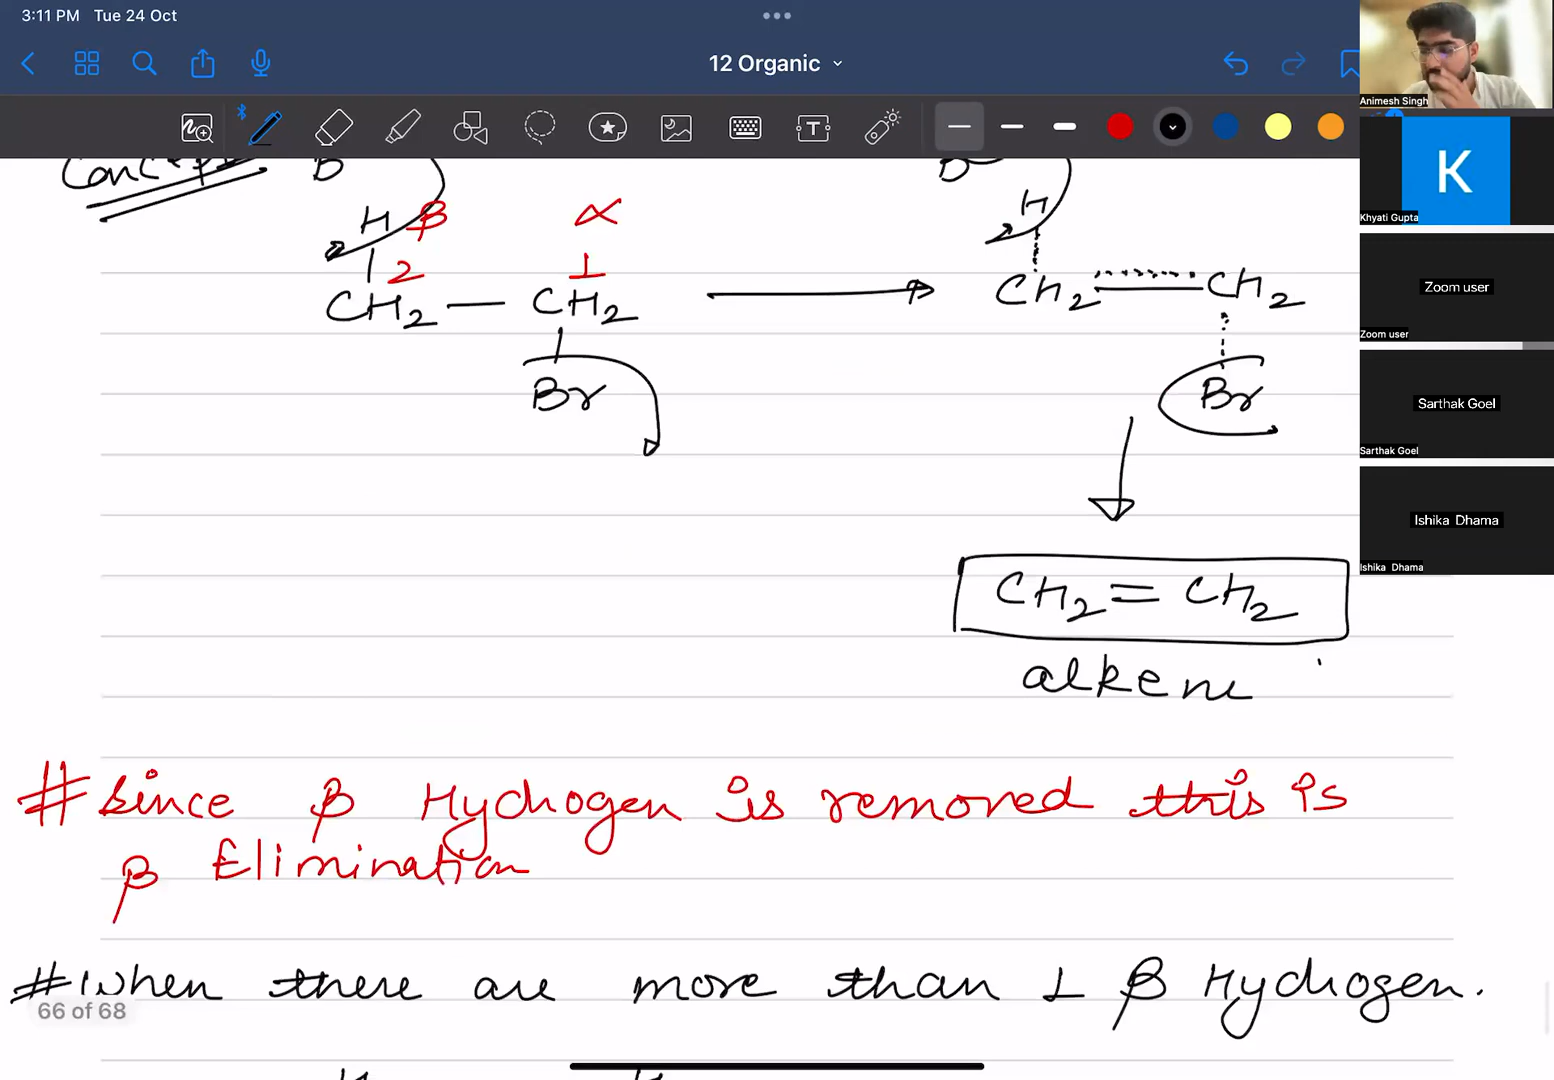 3:11 PM Tue 24 Oct
12 Organic
Animesh Singh
K
Khyati Gupta
Zoom user
Zoom user
Sarthak Goel
Sarthak Goel
Ishika Dhama
Ishika Dhama
Concept B B
H β α H
2 1
CH2 — CH2 CH2 CH2
Br Br
CH2 = CH2
alkene
# Since β Hydrogen is removed this is
β Elimination
# When there are more than 1 β Hydrogen.
66 of 68